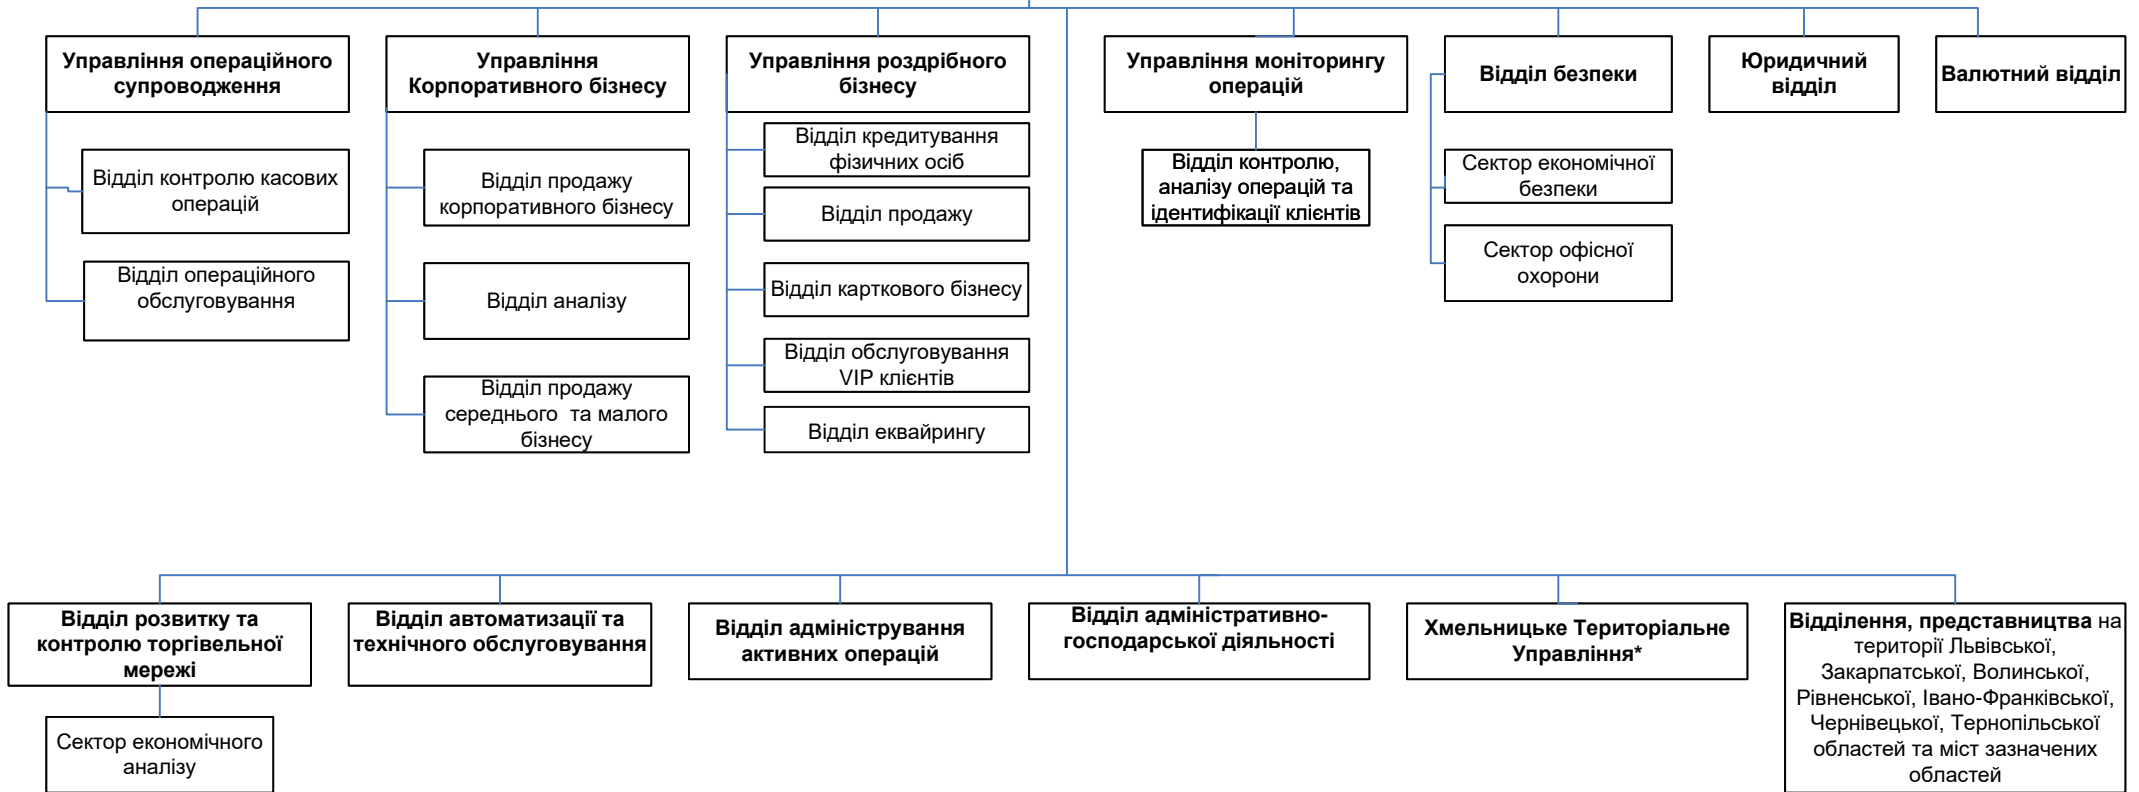 Управління операційного
супроводження
Відділ контролю касових
операцій
Відділ операційного
обслуговування
Управління
Корпоративного бізнесу
Відділ продажу
корпоративного бізнесу
Відділ аналізу
Відділ продажу
середнього та малого
бізнесу
Управління роздрібного
бізнесу
Відділ кредитування
фізичних осіб
Відділ продажу
Відділ карткового бізнесу
Відділ обслуговування
VIP клієнтів
Відділ еквайрингу
Управління моніторингу
операцій
Відділ контролю,
аналізу операцій та
ідентифікації клієнтів
Відділ безпеки
Сектор економічної
безпеки
Сектор офісної
охорони
Юридичний
відділ
Валютний відділ
Відділ розвитку та
контролю торгівельної
мережі
Сектор економічного
аналізу
Відділ автоматизації та
технічного обслуговування
Відділ адміністрування
активних операцій
Відділ адміністративно-
господарської діяльності
Хмельницьке Територіальне
Управління*
Відділення, представництва на
території Львівської,
Закарпатської, Волинської,
Рівненської, Івано-Франківської,
Чернівецької, Тернопільської
областей та міст зазначених
областей